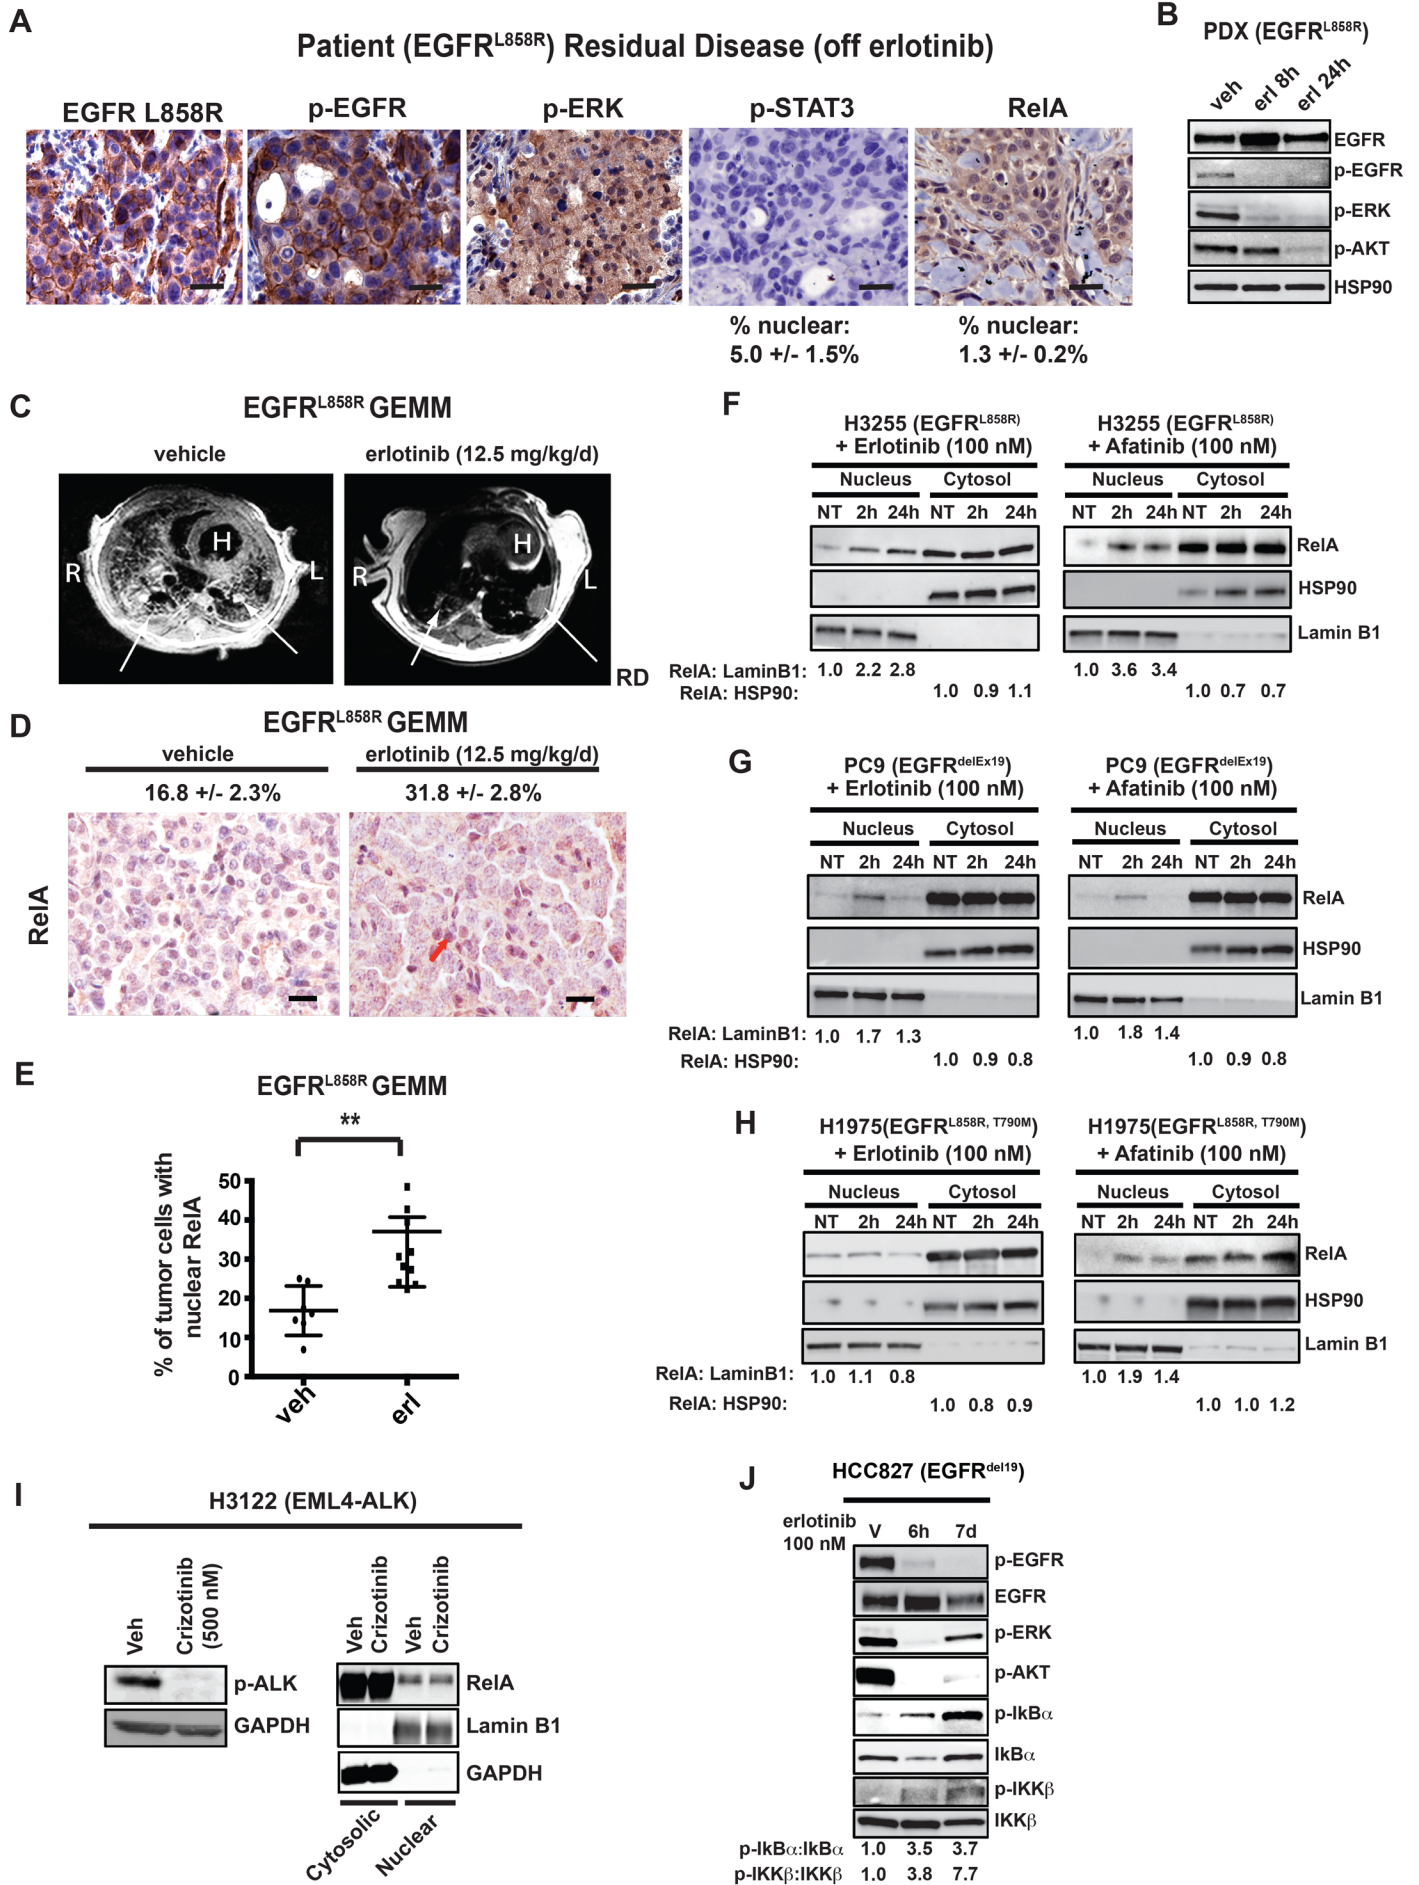 A
Patient (EGFRL858R) Residual Disease (off erlotinib)
EGFR L858R
p-EGFR
p-ERK
p-STAT3
RelA
% nuclear:
5.0 +/- 1.5%
% nuclear:
1.3 +/- 0.2%
B
PDX (EGFRL858R)
veh
erl 8h
erl 24h
EGFR
p-EGFR
p-ERK
p-AKT
HSP90
C
EGFRL858R GEMM
vehicle
erlotinib (12.5 mg/kg/d)
R
H
L
R
H
L
RD
D
EGFRL858R GEMM
vehicle
erlotinib (12.5 mg/kg/d)
16.8 +/- 2.3%
31.8 +/- 2.8%
RelA
E
EGFRL858R GEMM
**
% of tumor cells with
nuclear RelA
50
40
30
20
10
0
veh
erl
F
H3255 (EGFRL858R)
+ Erlotinib (100 nM)
Nucleus Cytosol
NT 2h 24h NT 2h 24h
H3255 (EGFRL858R)
+ Afatinib (100 nM)
Nucleus Cytosol
NT 2h 24h NT 2h 24h
RelA
HSP90
Lamin B1
RelA: LaminB1: 1.0 2.2 2.8
1.0 3.6 3.4
RelA: HSP90: 1.0 0.9 1.1
1.0 0.7 0.7
G
PC9 (EGFRdelEx19)
+ Erlotinib (100 nM)
Nucleus Cytosol
NT 2h 24h NT 2h 24h
PC9 (EGFRdelEx19)
+ Afatinib (100 nM)
Nucleus Cytosol
NT 2h 24h NT 2h 24h
RelA
HSP90
Lamin B1
RelA: LaminB1: 1.0 1.7 1.3
1.0 1.8 1.4
RelA: HSP90: 1.0 0.9 0.8
1.0 0.9 0.8
H
H1975(EGFRL858R, T790M)
+ Erlotinib (100 nM)
Nucleus Cytosol
NT 2h 24h NT 2h 24h
H1975(EGFRL858R, T790M)
+ Afatinib (100 nM)
Nucleus Cytosol
NT 2h 24h NT 2h 24h
RelA
HSP90
Lamin B1
RelA: LaminB1: 1.0 1.1 0.8
1.0 1.9 1.4
RelA: HSP90: 1.0 0.8 0.9
1.0 1.0 1.2
I
H3122 (EML4-ALK)
Veh
Crizotinib
(500 nM)
p-ALK
GAPDH
Veh
Crizotinib
Veh
Crizotinib
RelA
Lamin B1
GAPDH
Cytosolic
Nuclear
J
HCC827 (EGFRdel19)
erlotinib
100 nM
V 6h 7d
p-EGFR
EGFR
p-ERK
p-AKT
p-IkBα
IkBα
p-IKKβ
IKKβ
p-IkBα:IkBα 1.0 3.5 3.7
p-IKKβ:IKKβ 1.0 3.8 7.7